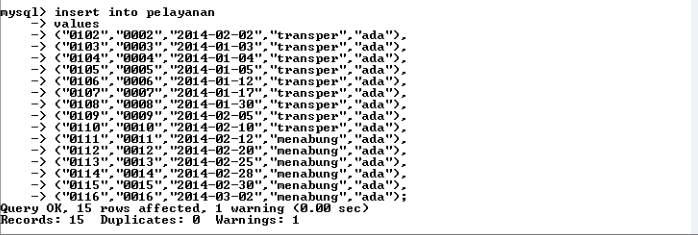 mysql> insert into pelayanan
    -> values
    -> ("0102","0002","2014-02-02","transper","ada"),
    -> ("0103","0003","2014-01-03","transper","ada"),
    -> ("0104","0004","2014-01-04","transper","ada"),
    -> ("0105","0005","2014-01-05","transper","ada"),
    -> ("0106","0006","2014-01-12","transper","ada"),
    -> ("0107","0007","2014-01-17","transper","ada"),
    -> ("0108","0008","2014-01-30","transper","ada"),
    -> ("0109","0009","2014-02-05","transper","ada"),
    -> ("0110","0010","2014-02-10","transper","ada"),
    -> ("0111","0011","2014-02-12","menabung","ada"),
    -> ("0112","0012","2014-02-20","menabung","ada"),
    -> ("0113","0013","2014-02-25","menabung","ada"),
    -> ("0114","0014","2014-02-28","menabung","ada"),
    -> ("0115","0015","2014-02-30","menabung","ada"),
    -> ("0116","0016","2014-03-02","menabung","ada");
Query OK, 15 rows affected, 1 warning (0.00 sec)
Records: 15  Duplicates: 0  Warnings: 1